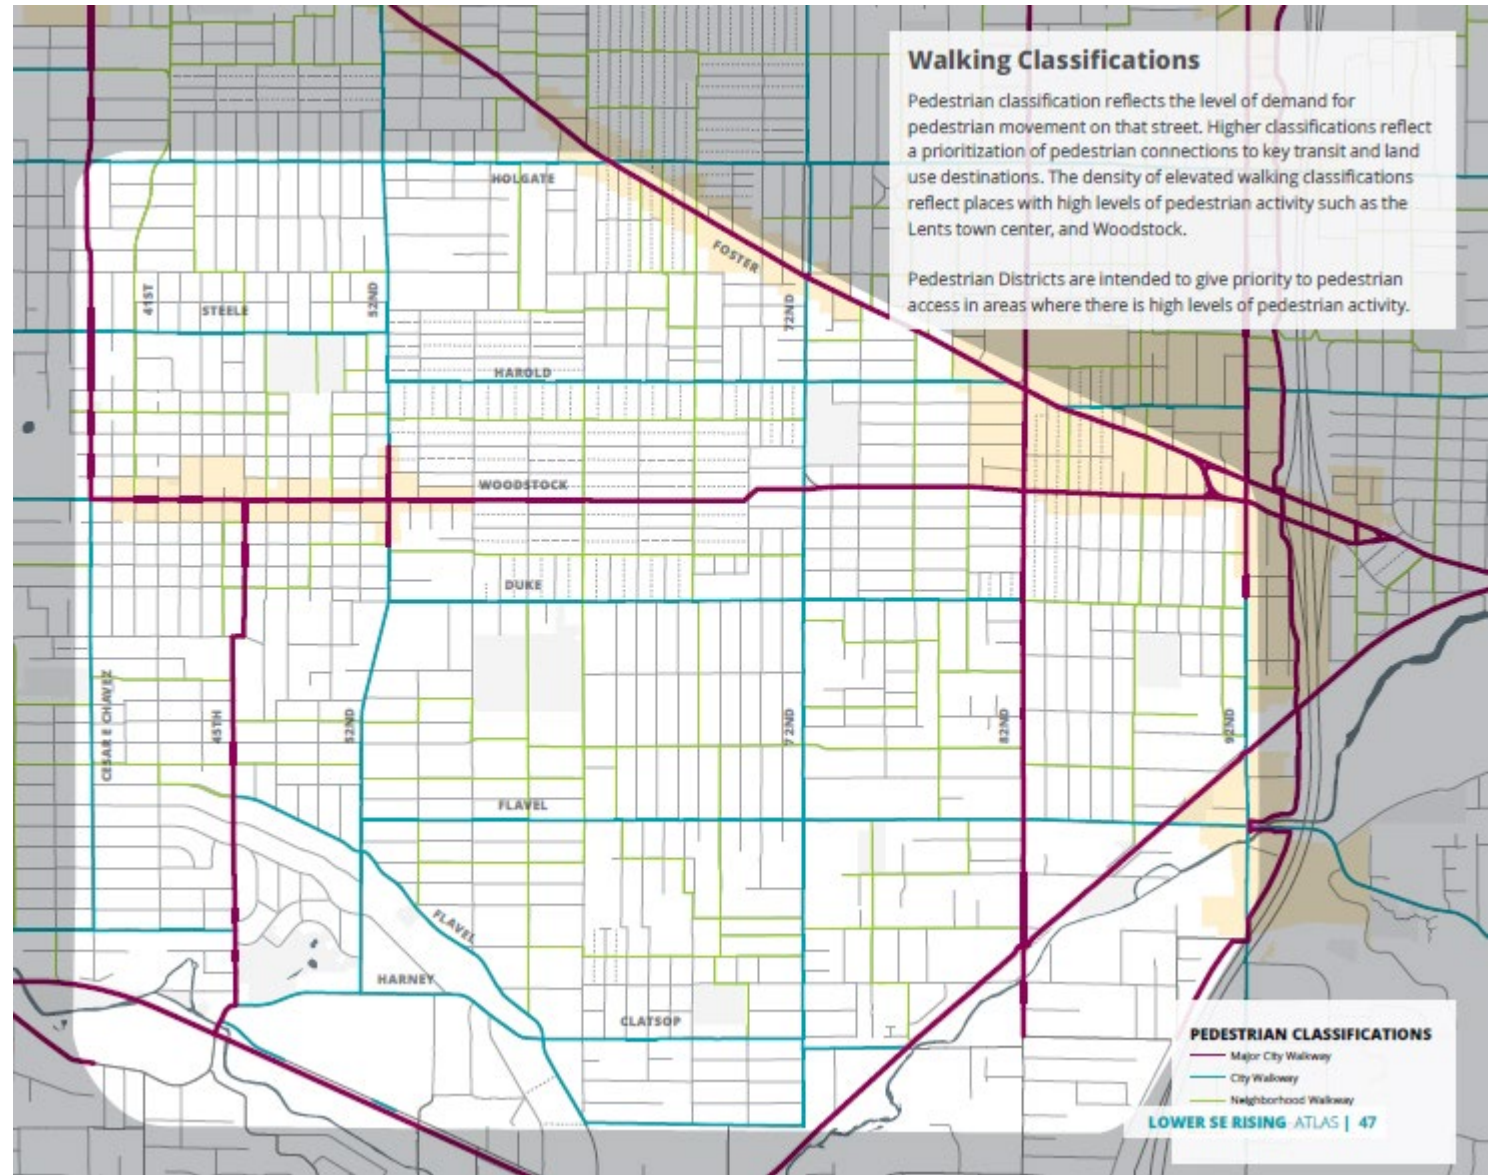 Walking Classifications
Pedestrian classification reflects the level of demand for
pedestrian movement on that street. Higher classifications reflect
a prioritization of pedestrian connections to key transit and land
use destinations. The density of elevated walking classifications
reflect places with high levels of pedestrian activity such as the
Lents town center, and Woodstock.
Pedestrian Districts are intended to give priority to pedestrian
access in areas where there is high levels of pedestrian activity.
HOLGATE
FOSTER
41ST
STEELE
52ND
72ND
HAROLD
WOODSTOCK
DUKE
CESAR E CHAVEZ
45TH
52ND
72ND
82ND
92ND
FLAVEL
FLAVEL
HARNEY
CLATSOP
PEDESTRIAN CLASSIFICATIONS
Major City Walkway
City Walkway
Neighborhood Walkway
LOWER SE RISING ATLAS | 47